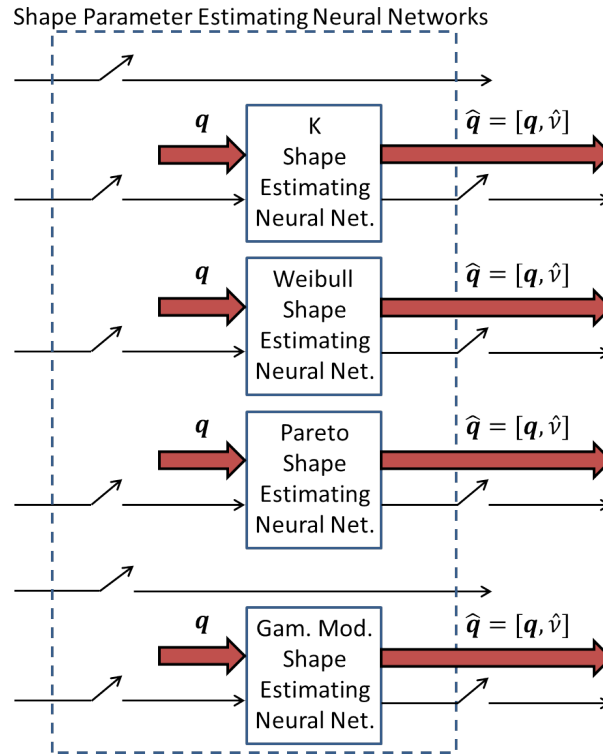 Shape Parameter Estimating Neural Networks
q
K
Shape
Estimating
Neural Net.
q̂ = [q, ν̂]
q
Weibull
Shape
Estimating
Neural Net.
q̂ = [q, ν̂]
q
Pareto
Shape
Estimating
Neural Net.
q̂ = [q, ν̂]
q
Gam. Mod.
Shape
Estimating
Neural Net.
q̂ = [q, ν̂]